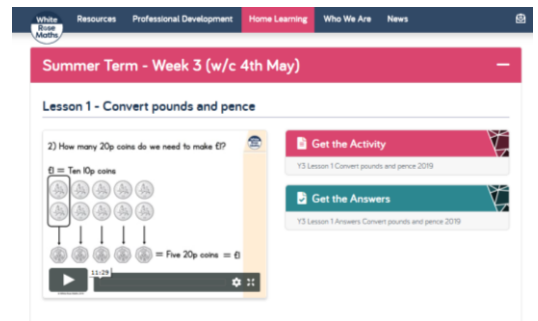 White
Rose
Maths
Resources
Professional Development
Home Learning
Who We Are
News
Summer Term - Week 3 (w/c 4th May)
Lesson 1 - Convert pounds and pence
2) How many 20p coins do we need to make £1?
£1 = Ten 10p coins
= Five 20p coins = £1
11:29
Get the Activity
Y3 Lesson 1 Convert pounds and pence 2019
Get the Answers
Y3 Lesson 1 Answers Convert pounds and pence 2019